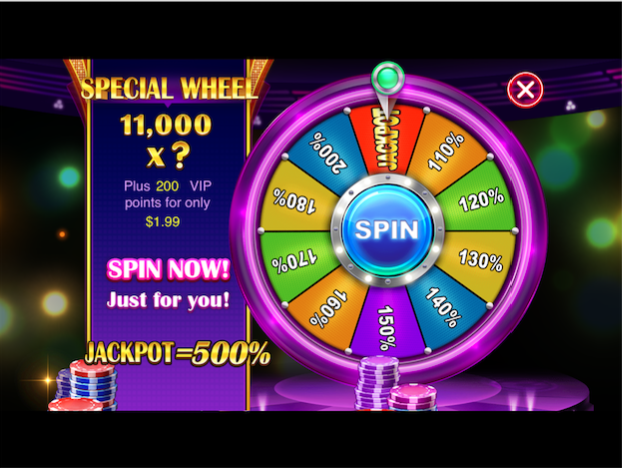 SPECIAL WHEEL
11,000
x ?
Plus 200 VIP
points for only
$1.99
SPIN NOW!
Just for you!
JACKPOT=500%
JACKPOT
110%
120%
130%
140%
150%
160%
170%
180%
200%
SPIN